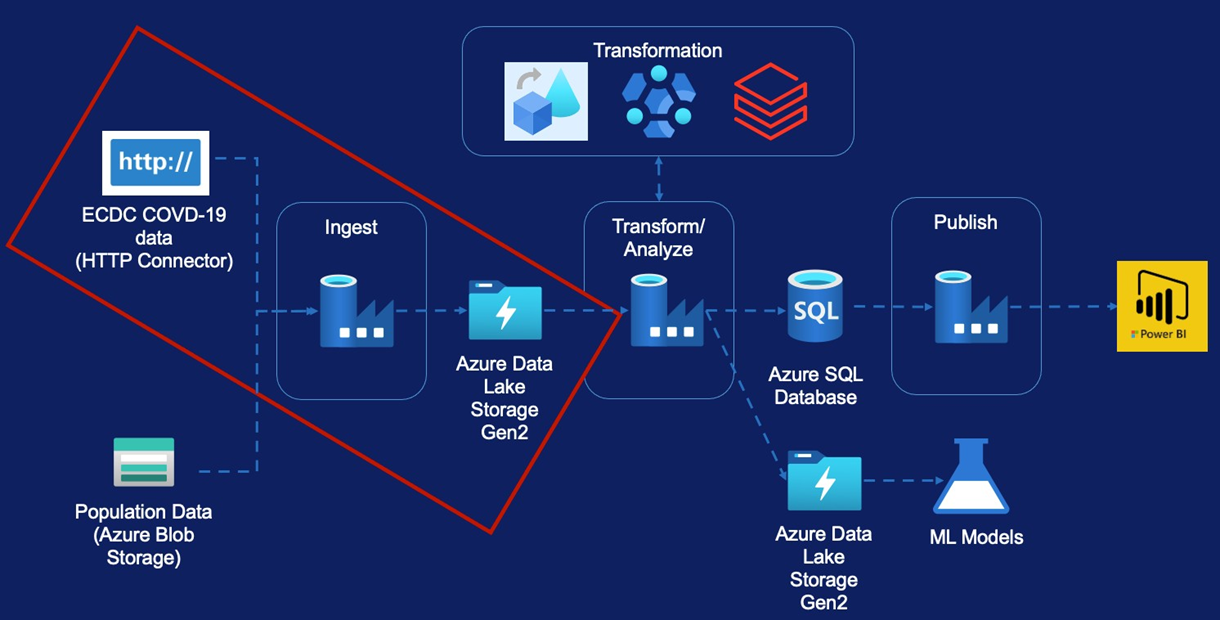 Transformation
http://
ECDC COVD-19
data
(HTTP Connector)
Ingest
Transform/
Analyze
Publish
SQL
Power BI
Azure Data
Lake
Storage
Gen2
Azure SQL
Database
Population Data
(Azure Blob
Storage)
Azure Data
Lake
Storage
Gen2
ML Models